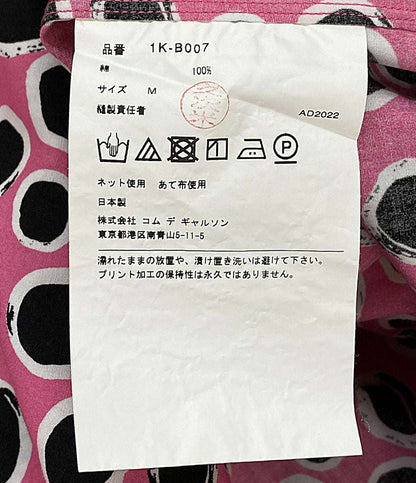 品番 1K-B007
綿 100%
サイズ M
縫製責任者
AD2022
P
ネット使用 あて布使用
日本製
株式会社 コム デ ギャルソン
東京都港区南青山5-11-5
濡れたままの放置や、漬け置き洗いは避けて下さい。
プリント加工の保持性は永久ではありません。